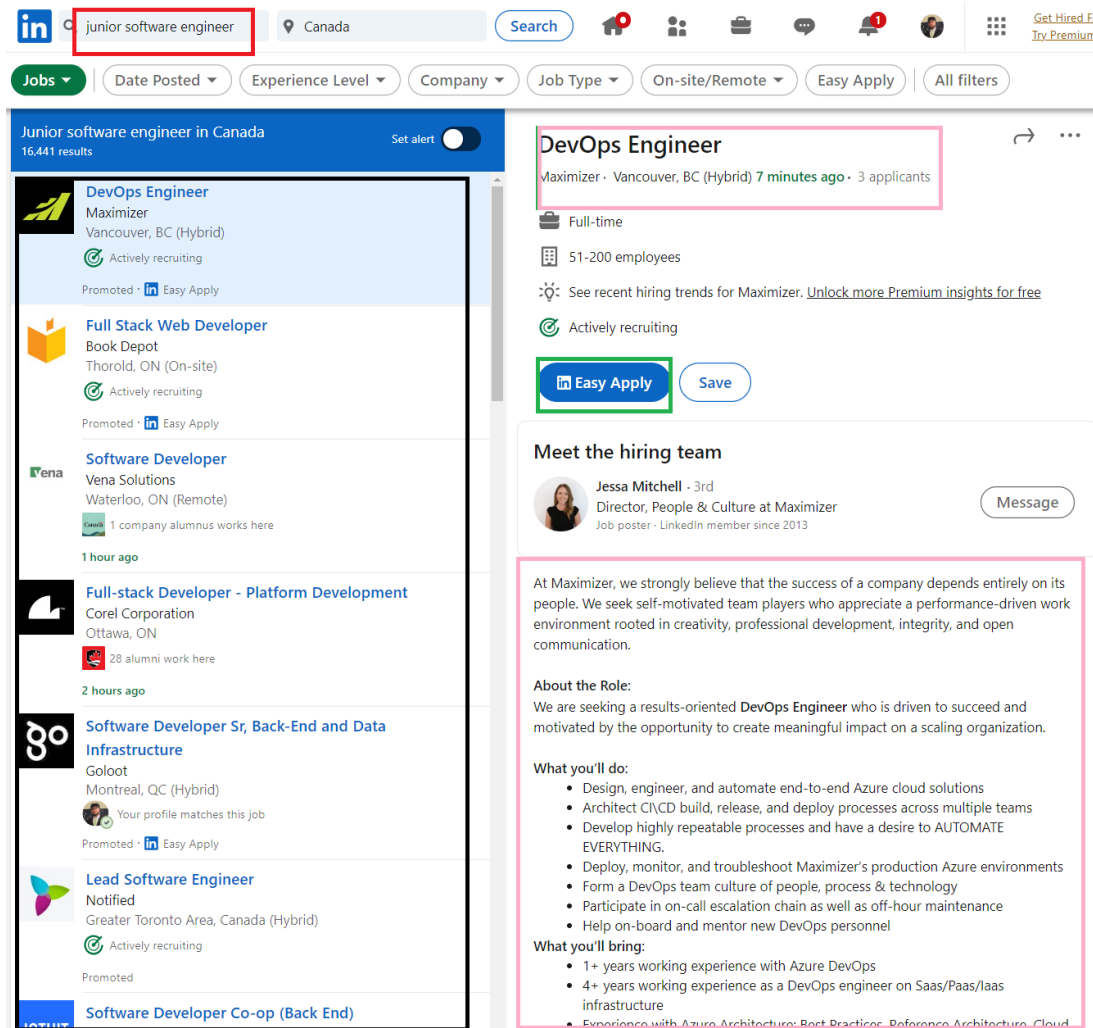 in
junior software engineer
Canada
Search
1
Get Hired F
Try Premium
Jobs
Date Posted
Experience Level
Company
Job Type
On-site/Remote
Easy Apply
All filters
Junior software engineer in Canada
16,441 results
Set alert
DevOps Engineer
Maximizer
Vancouver, BC (Hybrid)
Actively recruiting
Promoted · in Easy Apply
Full Stack Web Developer
Book Depot
Thorold, ON (On-site)
Actively recruiting
Promoted · in Easy Apply
Vena
Software Developer
Vena Solutions
Waterloo, ON (Remote)
1 company alumnus works here
1 hour ago
Full-stack Developer - Platform Development
Corel Corporation
Ottawa, ON
28 alumni work here
2 hours ago
go
Software Developer Sr, Back-End and Data
Infrastructure
Goloot
Montreal, QC (Hybrid)
Your profile matches this job
Promoted · in Easy Apply
Lead Software Engineer
Notified
Greater Toronto Area, Canada (Hybrid)
Actively recruiting
Promoted
Software Developer Co-op (Back End)
DevOps Engineer
Maximizer · Vancouver, BC (Hybrid) 7 minutes ago · 3 applicants
Full-time
51-200 employees
See recent hiring trends for Maximizer. Unlock more Premium insights for free
Actively recruiting
in Easy Apply
Save
Meet the hiring team
Jessa Mitchell · 3rd
Director, People & Culture at Maximizer
Job poster · LinkedIn member since 2013
Message
At Maximizer, we strongly believe that the success of a company depends entirely on its
people. We seek self-motivated team players who appreciate a performance-driven work
environment rooted in creativity, professional development, integrity, and open
communication.
About the Role:
We are seeking a results-oriented DevOps Engineer who is driven to succeed and
motivated by the opportunity to create meaningful impact on a scaling organization.
What you'll do:
• Design, engineer, and automate end-to-end Azure cloud solutions
• Architect CI\CD build, release, and deploy processes across multiple teams
• Develop highly repeatable processes and have a desire to AUTOMATE
EVERYTHING.
• Deploy, monitor, and troubleshoot Maximizer's production Azure environments
• Form a DevOps team culture of people, process & technology
• Participate in on-call escalation chain as well as off-hour maintenance
• Help on-board and mentor new DevOps personnel
What you'll bring:
• 1+ years working experience with Azure DevOps
• 4+ years working experience as a DevOps engineer on Saas/Paas/Iaas
infrastructure
• Experience with Azure Architecture: Best Practices, Reference Architecture, Cloud